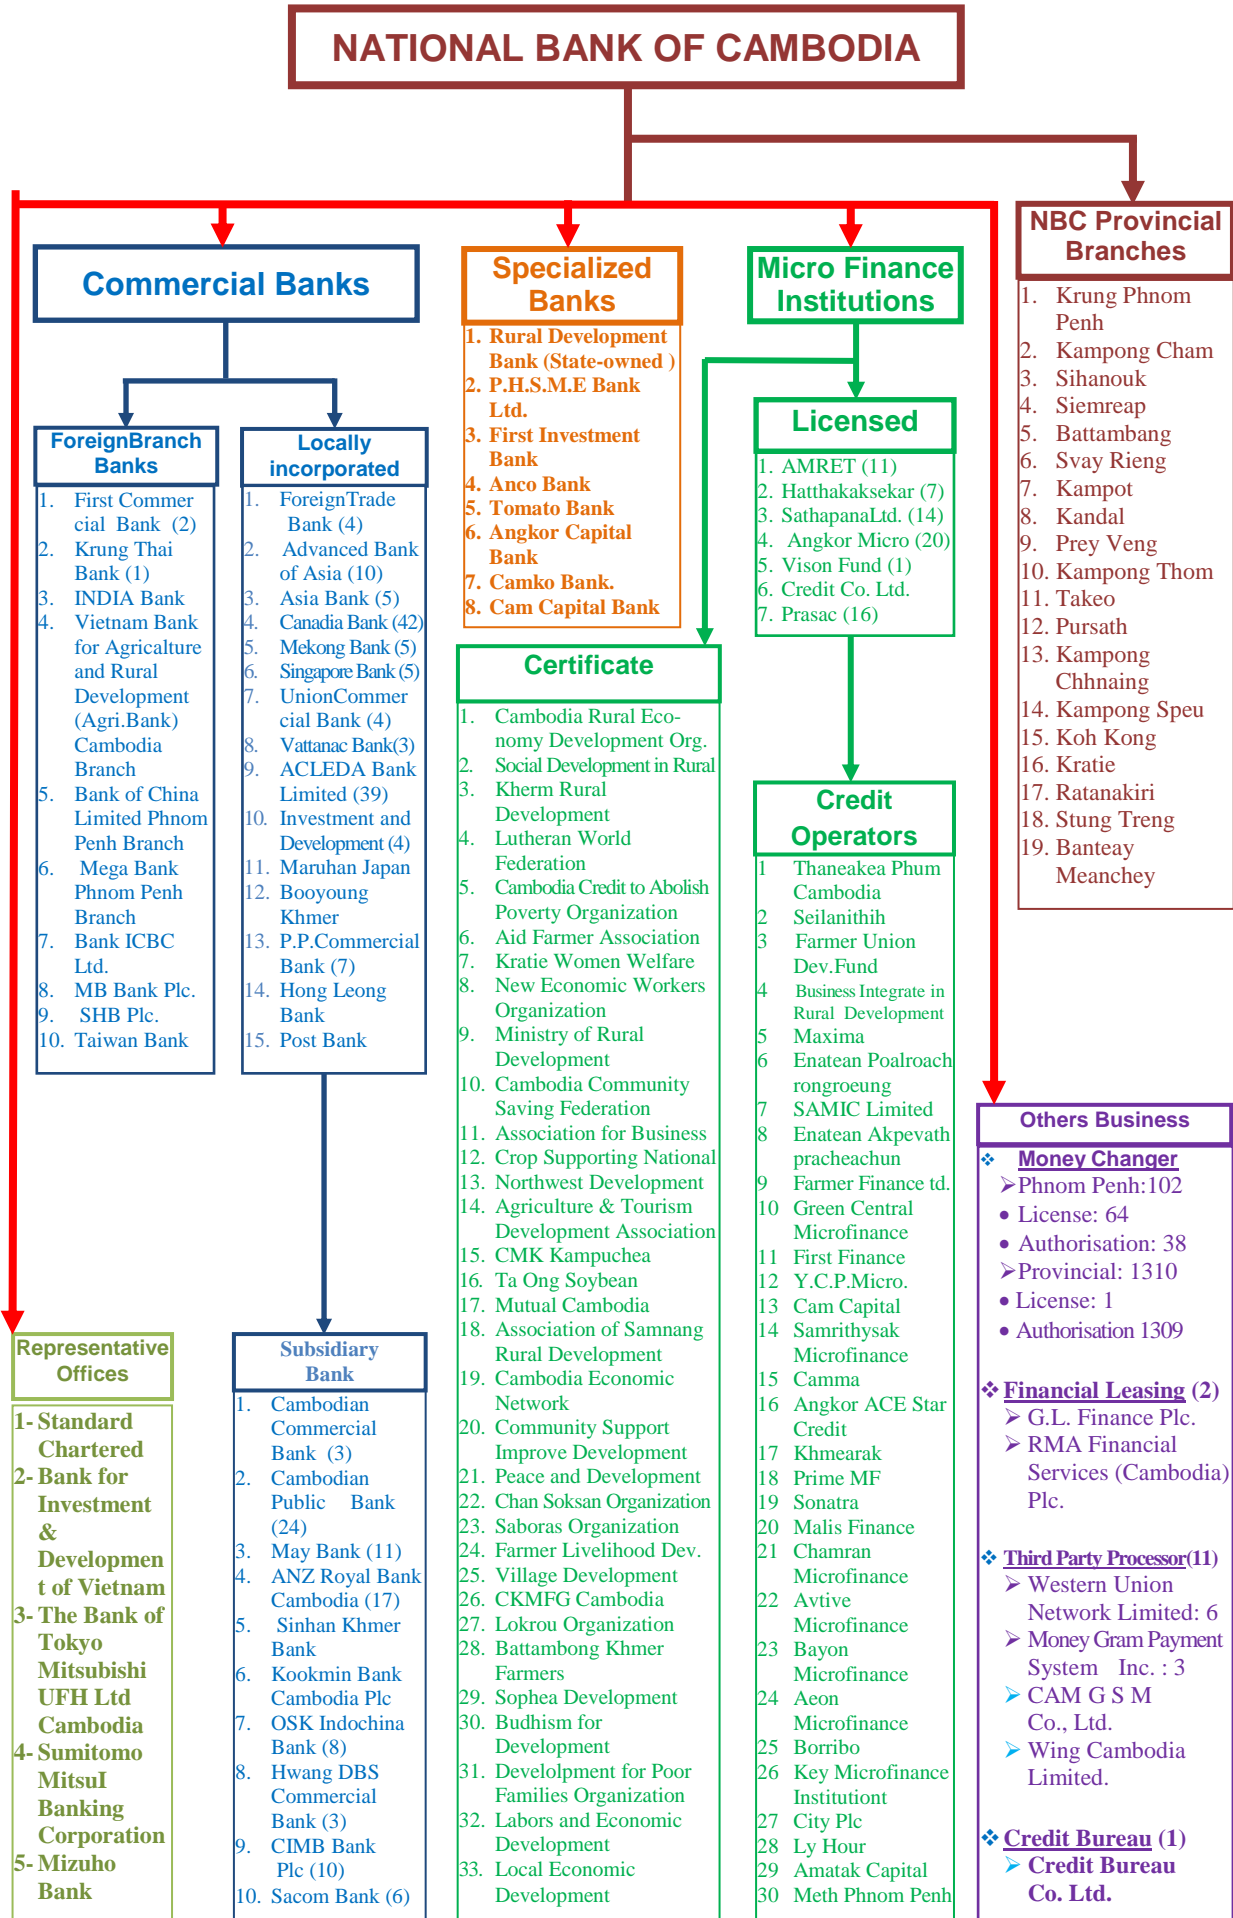 NATIONAL BANK OF CAMBODIA
Commercial Banks
ForeignBranch
Banks
1. First Commer
cial Bank (2)
2. Krung Thai
Bank (1)
3. INDIA Bank
4. Vietnam Bank
for Agricalture
and Rural
Development
(Agri.Bank)
Cambodia
Branch
5. Bank of China
Limited Phnom
Penh Branch
6. Mega Bank
Phnom Penh
Branch
7. Bank ICBC
Ltd.
8. MB Bank Plc.
9. SHB Plc.
10. Taiwan Bank
Locally
incorporated
1. ForeignTrade
Bank (4)
2. Advanced Bank
of Asia (10)
3. Asia Bank (5)
4. Canadia Bank (42)
5. Mekong Bank (5)
6. Singapore Bank (5)
7. UnionCommer
cial Bank (4)
8. Vattanac Bank(3)
9. ACLEDA Bank
Limited (39)
10. Investment and
Development (4)
11. Maruhan Japan
12. Booyoung
Khmer
13. P.P.Commercial
Bank (7)
14. Hong Leong
Bank
15. Post Bank
Subsidiary
Bank
1. Cambodian
Commercial
Bank (3)
2. Cambodian
Public Bank
(24)
3. May Bank (11)
4. ANZ Royal Bank
Cambodia (17)
5. Sinhan Khmer
Bank
6. Kookmin Bank
Cambodia Plc
7. OSK Indochina
Bank (8)
8. Hwang DBS
Commercial
Bank (3)
9. CIMB Bank
Plc (10)
10. Sacom Bank (6)
Representative
Offices
1- Standard
Chartered
2- Bank for
Investment
&
Developmen
t of Vietnam
3- The Bank of
Tokyo
Mitsubishi
UFH Ltd
Cambodia
4- Sumitomo
MitsuI
Banking
Corporation
5- Mizuho
Bank
Specialized
Banks
1. Rural Development
Bank (State-owned )
2. P.H.S.M.E Bank
Ltd.
3. First Investment
Bank
4. Anco Bank
5. Tomato Bank
6. Angkor Capital
Bank
7. Camko Bank.
8. Cam Capital Bank
Micro Finance
Institutions
Licensed
1. AMRET (11)
2. Hatthakaksekar (7)
3. SathapanaLtd. (14)
4. Angkor Micro (20)
5. Vison Fund (1)
6. Credit Co. Ltd.
7. Prasac (16)
Certificate
1. Cambodia Rural Eco-
nomy Development Org.
2. Social Development in Rural
3. Kherm Rural
Development
4. Lutheran World
Federation
5. Cambodia Credit to Abolish
Poverty Organization
6. Aid Farmer Association
7. Kratie Women Welfare
8. New Economic Workers
Organization
9. Ministry of Rural
Development
10. Cambodia Community
Saving Federation
11. Association for Business
12. Crop Supporting National
13. Northwest Development
14. Agriculture & Tourism
Development Association
15. CMK Kampuchea
16. Ta Ong Soybean
17. Mutual Cambodia
18. Association of Samnang
Rural Development
19. Cambodia Economic
Network
20. Community Support
Improve Development
21. Peace and Development
22. Chan Soksan Organization
23. Saboras Organization
24. Farmer Livelihood Dev.
25. Village Development
26. CKMFG Cambodia
27. Lokrou Organization
28. Battambong Khmer
Farmers
29. Sophea Development
30. Budhism for
Development
31. Develolpment for Poor
Families Organization
32. Labors and Economic
Development
33. Local Economic
Development
Credit
Operators
1 Thaneakea Phum
Cambodia
2 Seilanithih
3 Farmer Union
Dev.Fund
4 Business Integrate in
Rural Development
5 Maxima
6 Enatean Poalroach
rongroeung
7 SAMIC Limited
8 Enatean Akpevath
pracheachun
9 Farmer Finance td.
10 Green Central
Microfinance
11 First Finance
12 Y.C.P.Micro.
13 Cam Capital
14 Samrithysak
Microfinance
15 Camma
16 Angkor ACE Star
Credit
17 Khmearak
18 Prime MF
19 Sonatra
20 Malis Finance
21 Chamran
Microfinance
22 Avtive
Microfinance
23 Bayon
Microfinance
24 Aeon
Microfinance
25 Borribo
26 Key Microfinance
Institutiont
27 City Plc
28 Ly Hour
29 Amatak Capital
30 Meth Phnom Penh
NBC Provincial
Branches
1. Krung Phnom
Penh
2. Kampong Cham
3. Sihanouk
4. Siemreap
5. Battambang
6. Svay Rieng
7. Kampot
8. Kandal
9. Prey Veng
10. Kampong Thom
11. Takeo
12. Pursath
13. Kampong
Chhnaing
14. Kampong Speu
15. Koh Kong
16. Kratie
17. Ratanakiri
18. Stung Treng
19. Banteay
Meanchey
Others Business
❖ Money Changer
➢Phnom Penh:102
• License: 64
• Authorisation: 38
➢Provincial: 1310
• License: 1
• Authorisation 1309
❖ Financial Leasing (2)
➢ G.L. Finance Plc.
➢ RMA Financial
Services (Cambodia)
Plc.
❖ Third Party Processor(11)
➢ Western Union
Network Limited: 6
➢ Money Gram Payment
System Inc. : 3
➢ CAM G S M
Co., Ltd.
➢ Wing Cambodia
Limited.
❖ Credit Bureau (1)
➢ Credit Bureau
Co. Ltd.